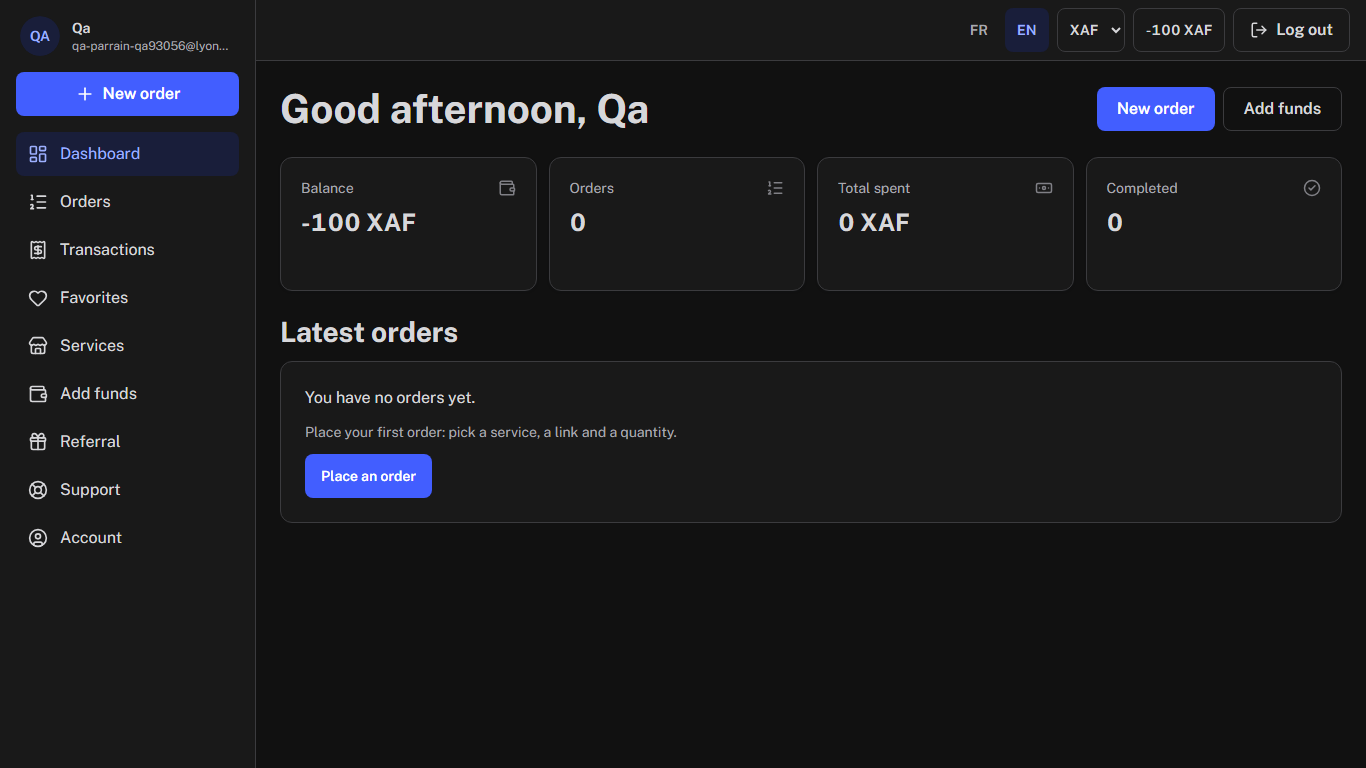 QA
Qa
qa-parrain-qa93056@lyon...
New order
Dashboard
Orders
Transactions
Favorites
Services
Add funds
Referral
Support
Account
FR EN XAF -100 XAF Log out
Good afternoon, Qa
New order Add funds
Balance
-100 XAF
Orders
0
Total spent
0 XAF
Completed
0
Latest orders
You have no orders yet.
Place your first order: pick a service, a link and a quantity.
Place an order